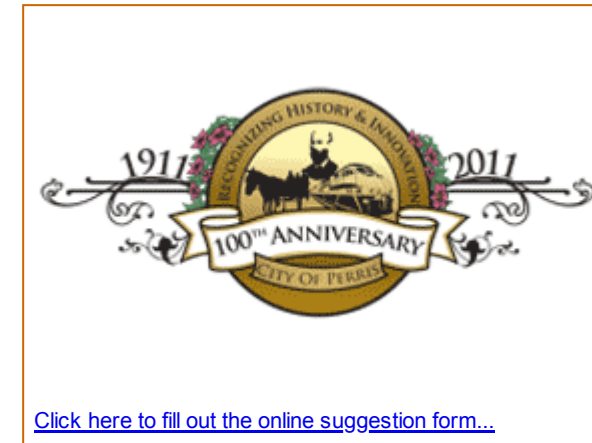 RECOGNIZING HISTORY & INNOVATION
1911
2011
100TH ANNIVERSARY
CITY OF PERRIS
Click here to fill out the online suggestion form...